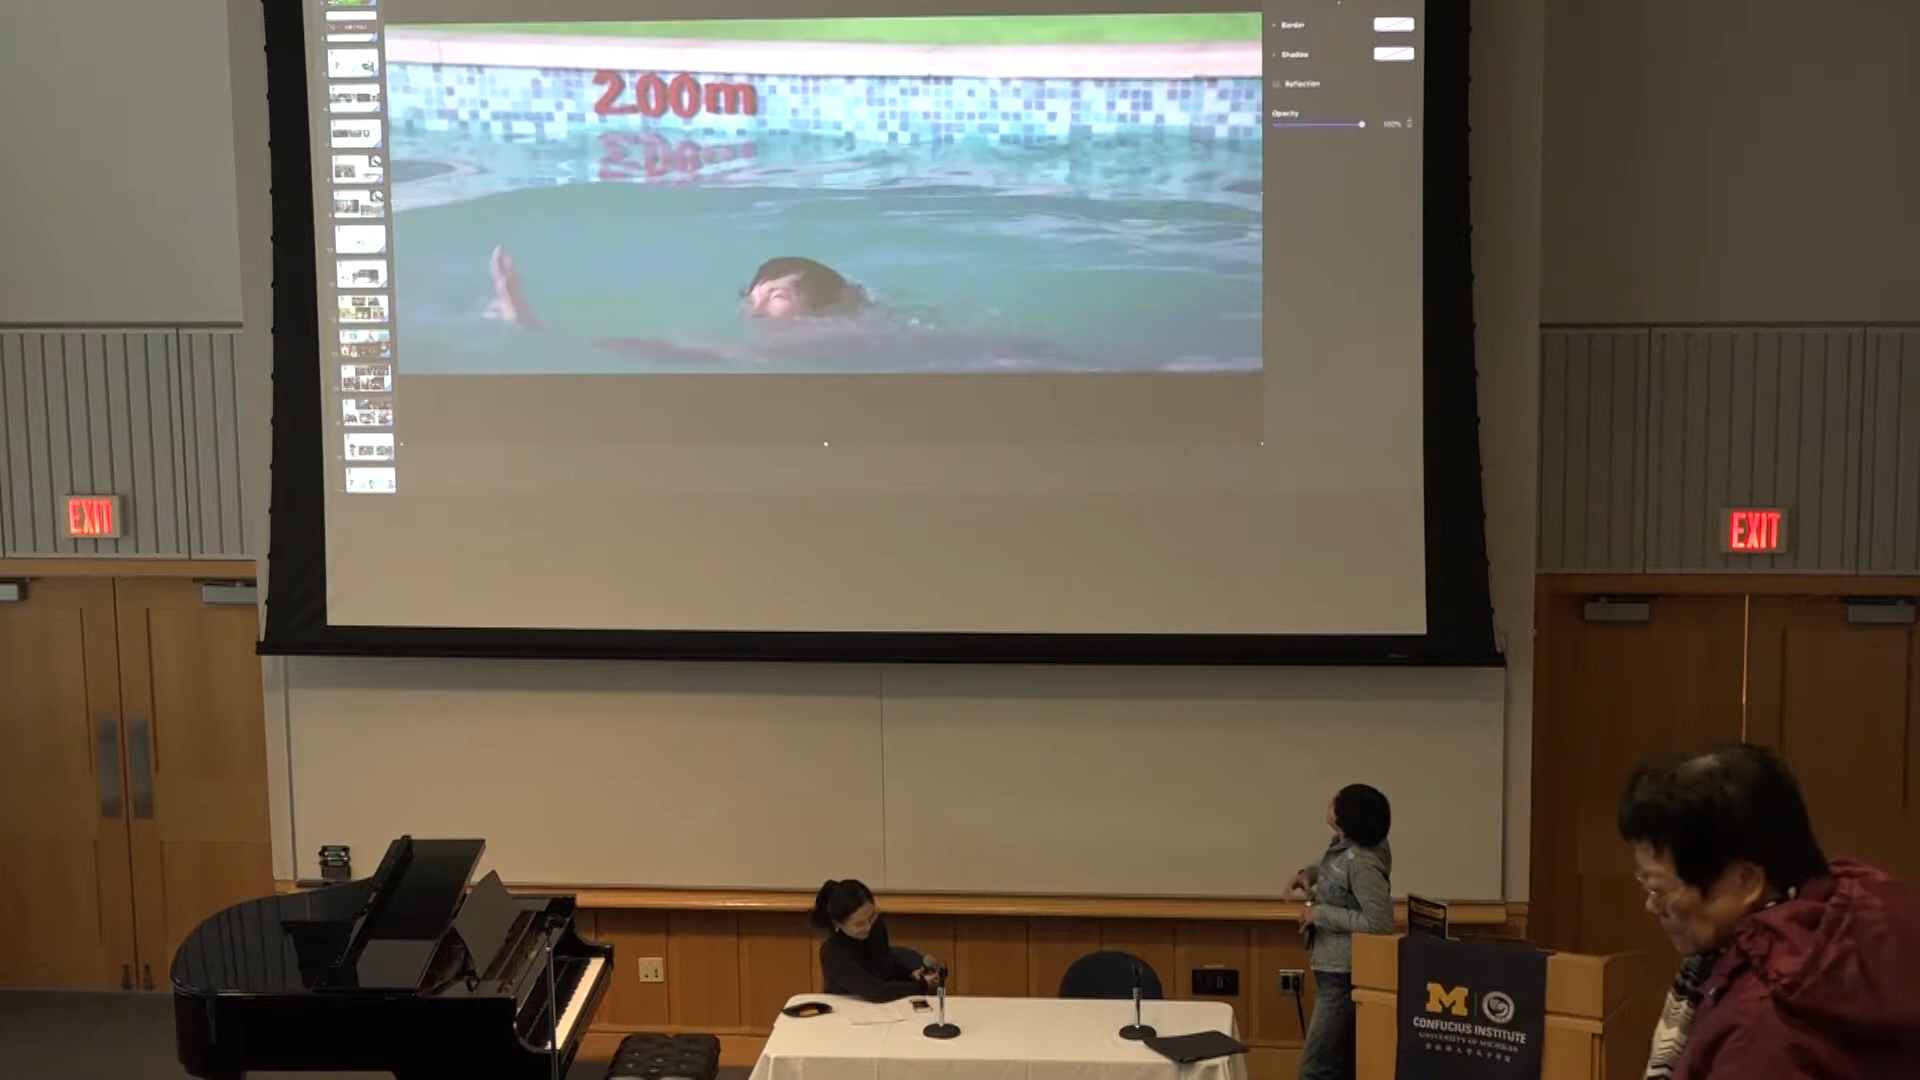 Border
Shadow
200m
Reflection
Opacity
100%
EXIT
EXIT
M
CONFUCIUS INSTITUTE
UNIVERSITY OF MICHIGAN